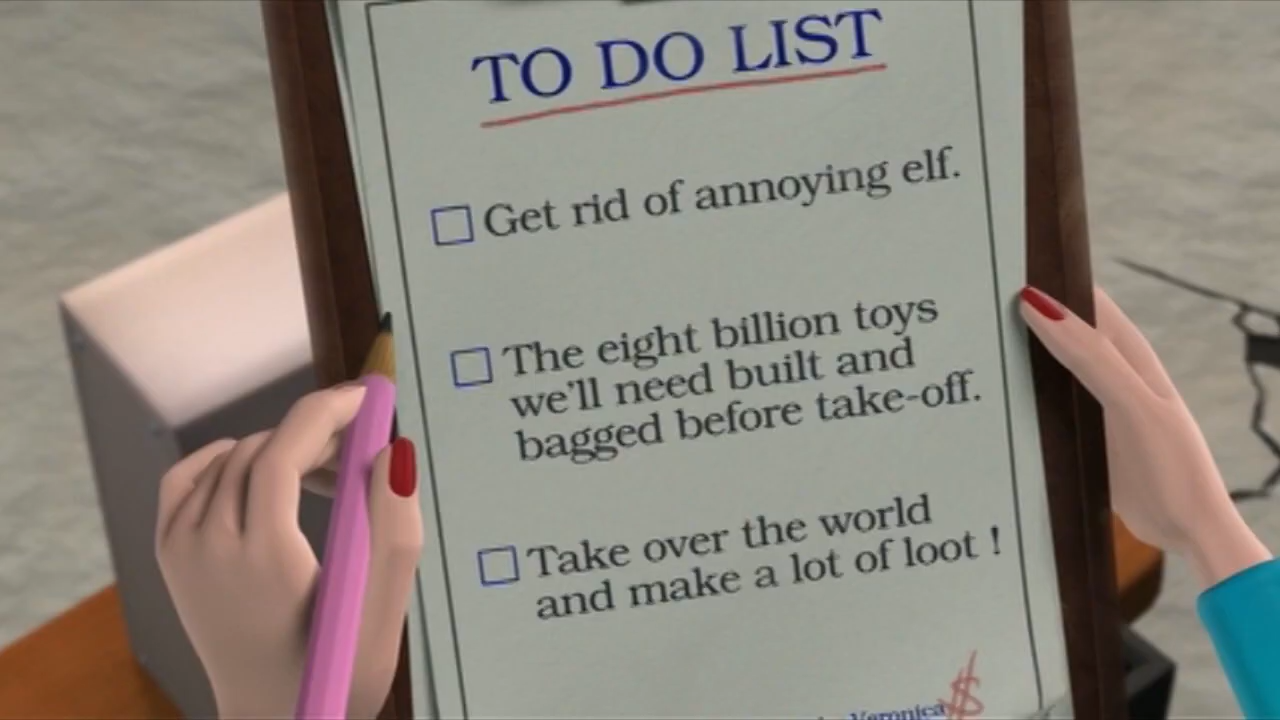 TO DO LIST
Get rid of annoying elf.
The eight billion toys
we'll need built and
bagged before take-off.
Take over the world
and make a lot of loot !
Veronica $